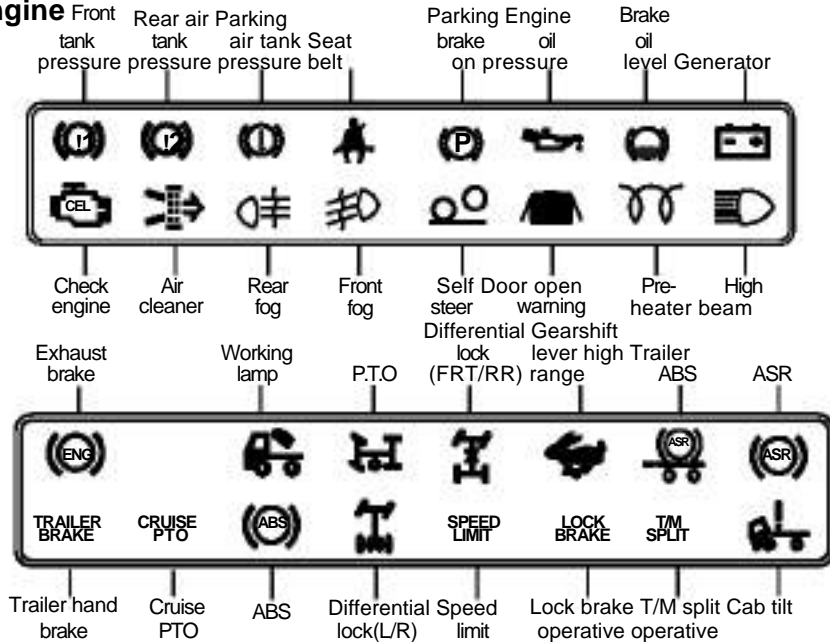 ngine Front
Rear air Parking
Parking Engine
Brake
tank
tank
air tank Seat
brake
oil
oil
pressure pressure pressure belt
on pressure
level Generator
!1
!2
P
CEL
Check
engine
Air
cleaner
Rear
fog
Front
fog
Self Door open
steer warning
Pre-
High
heater beam
Exhaust
brake
Working
lamp
P.T.O
Differential Gearshift
lock
lever high Trailer
(FRT/RR) range
ABS
ASR
ENG
ASR
ASR
TRAILER
BRAKE
CRUISE
PTO
ABS
SPEED
LIMIT
LOCK
BRAKE
T/M
SPLIT
Trailer hand
brake
Cruise
PTO
ABS
Differential Speed
lock(L/R) limit
Lock brake T/M split Cab tilt
operative operative